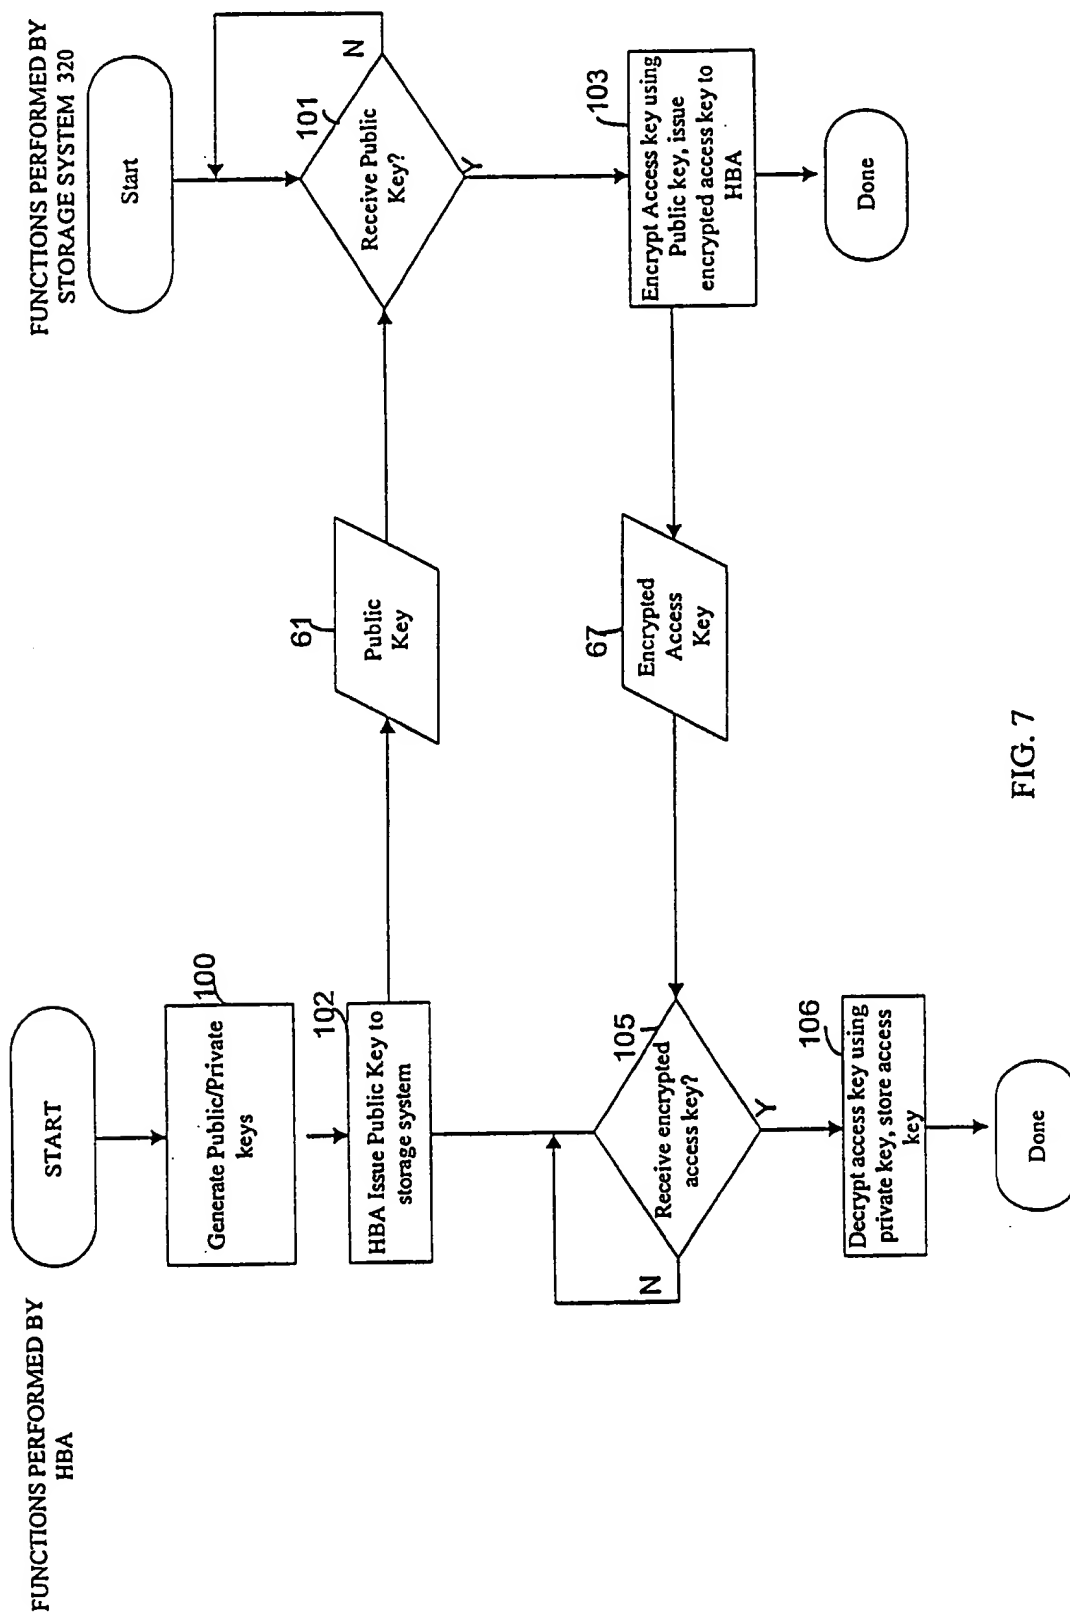 FUNCTIONS PERFORMED BY
HBA
START
100
Generate Public/Private
keys
102
HBA Issue Public Key to
storage system
105
Receive encrypted
access key?
N
Y
106
Decrypt access key using
private key, store access
key
Done
61
Public
Key
67
Encrypted
Access
Key
FUNCTIONS PERFORMED BY
STORAGE SYSTEM 320
Start
101
Receive Public
Key?
N
Y
103
Encrypt Access key using
Public key, issue
encrypted access key to
HBA
Done
FIG. 7